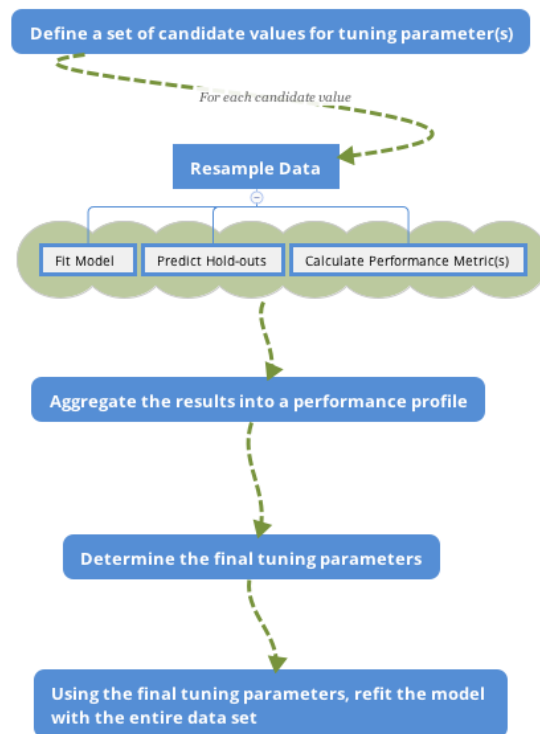 Define a set of candidate values for tuning parameter(s)
For each candidate value
Resample Data
Fit Model
Predict Hold-outs
Calculate Performance Metric(s)
Aggregate the results into a performance profile
Determine the final tuning parameters
Using the final tuning parameters, refit the model
with the entire data set